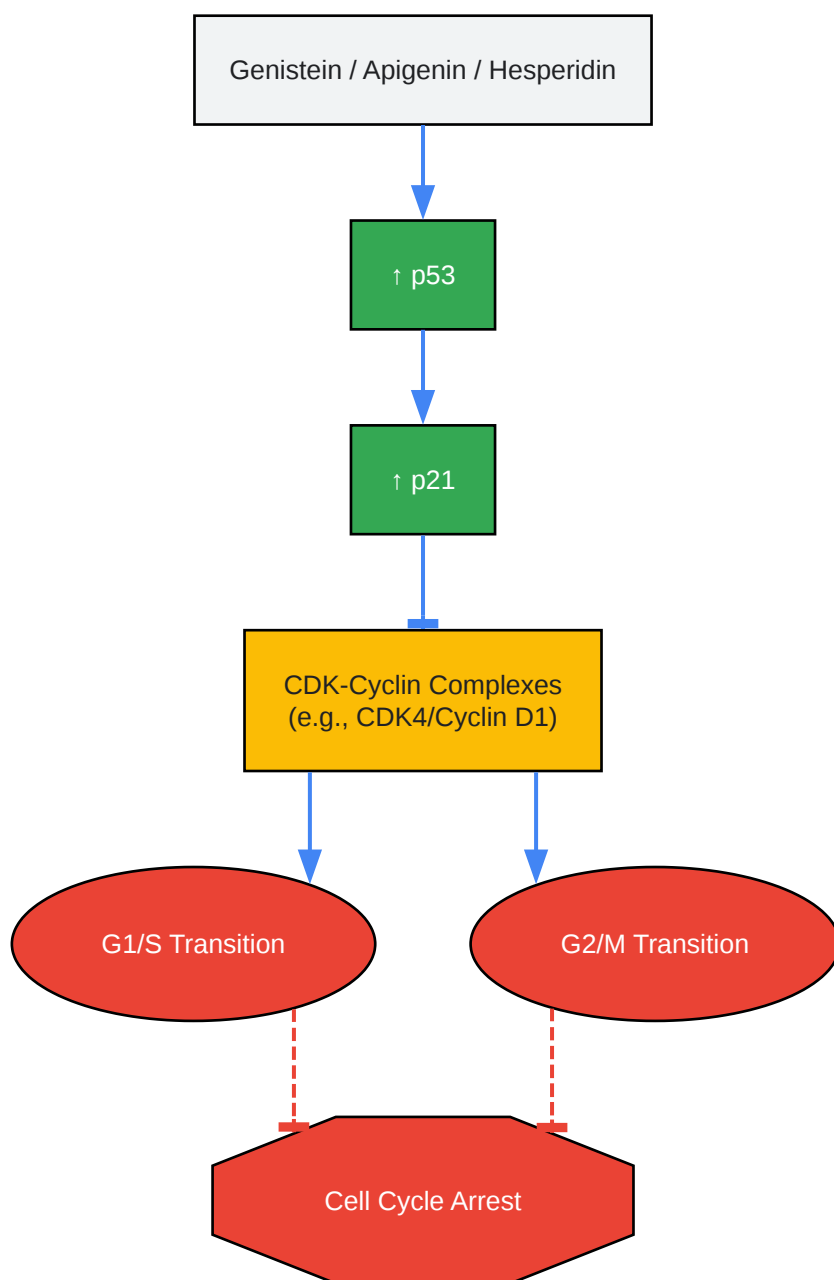 Genistein / Apigenin / Hesperidin
↑ p53
↑ p21
CDK-Cyclin Complexes
(e.g., CDK4/Cyclin D1)
G1/S Transition
G2/M Transition
Cell Cycle Arrest